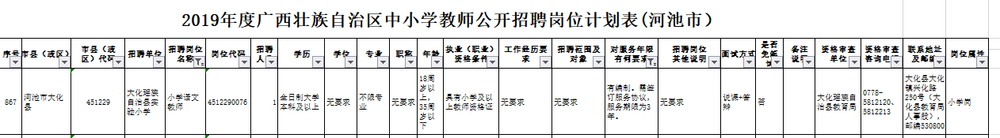 2019年度广西壮族自治区中小学教师公开招聘岗位计划表(河池市）
序号 市县（或区） 市县（或区）代码 招聘单位 招聘岗位名称 岗位代码 招聘人 学历 学位 专业 职称 年龄 执业（职业）资格条件 工作经历要求 招聘范围及对象 对服务年限有何要求 招聘岗位其他说明 面试方式 是否免 试 备注说明 资格审查单位 资格审查咨询电 联系地址及邮编 岗位属性
867 河池市大化县 451229 大化瑶族自治县实验小学 小学语文教师 4512290076 1 全日制大学本科及以上 无要求 不限专业 无要求 18周岁以上，35周岁以下 具有小学及以上教师资格证 无要求 无要求 有编制。需签订服务协议，服务期限为3年。 无要求 说课+答辩 否 大化瑶族自治县教育局 0778-5812120、5812213 大化县大化镇兴化路250号（大化县教育局人事股），邮编530800 小学岗